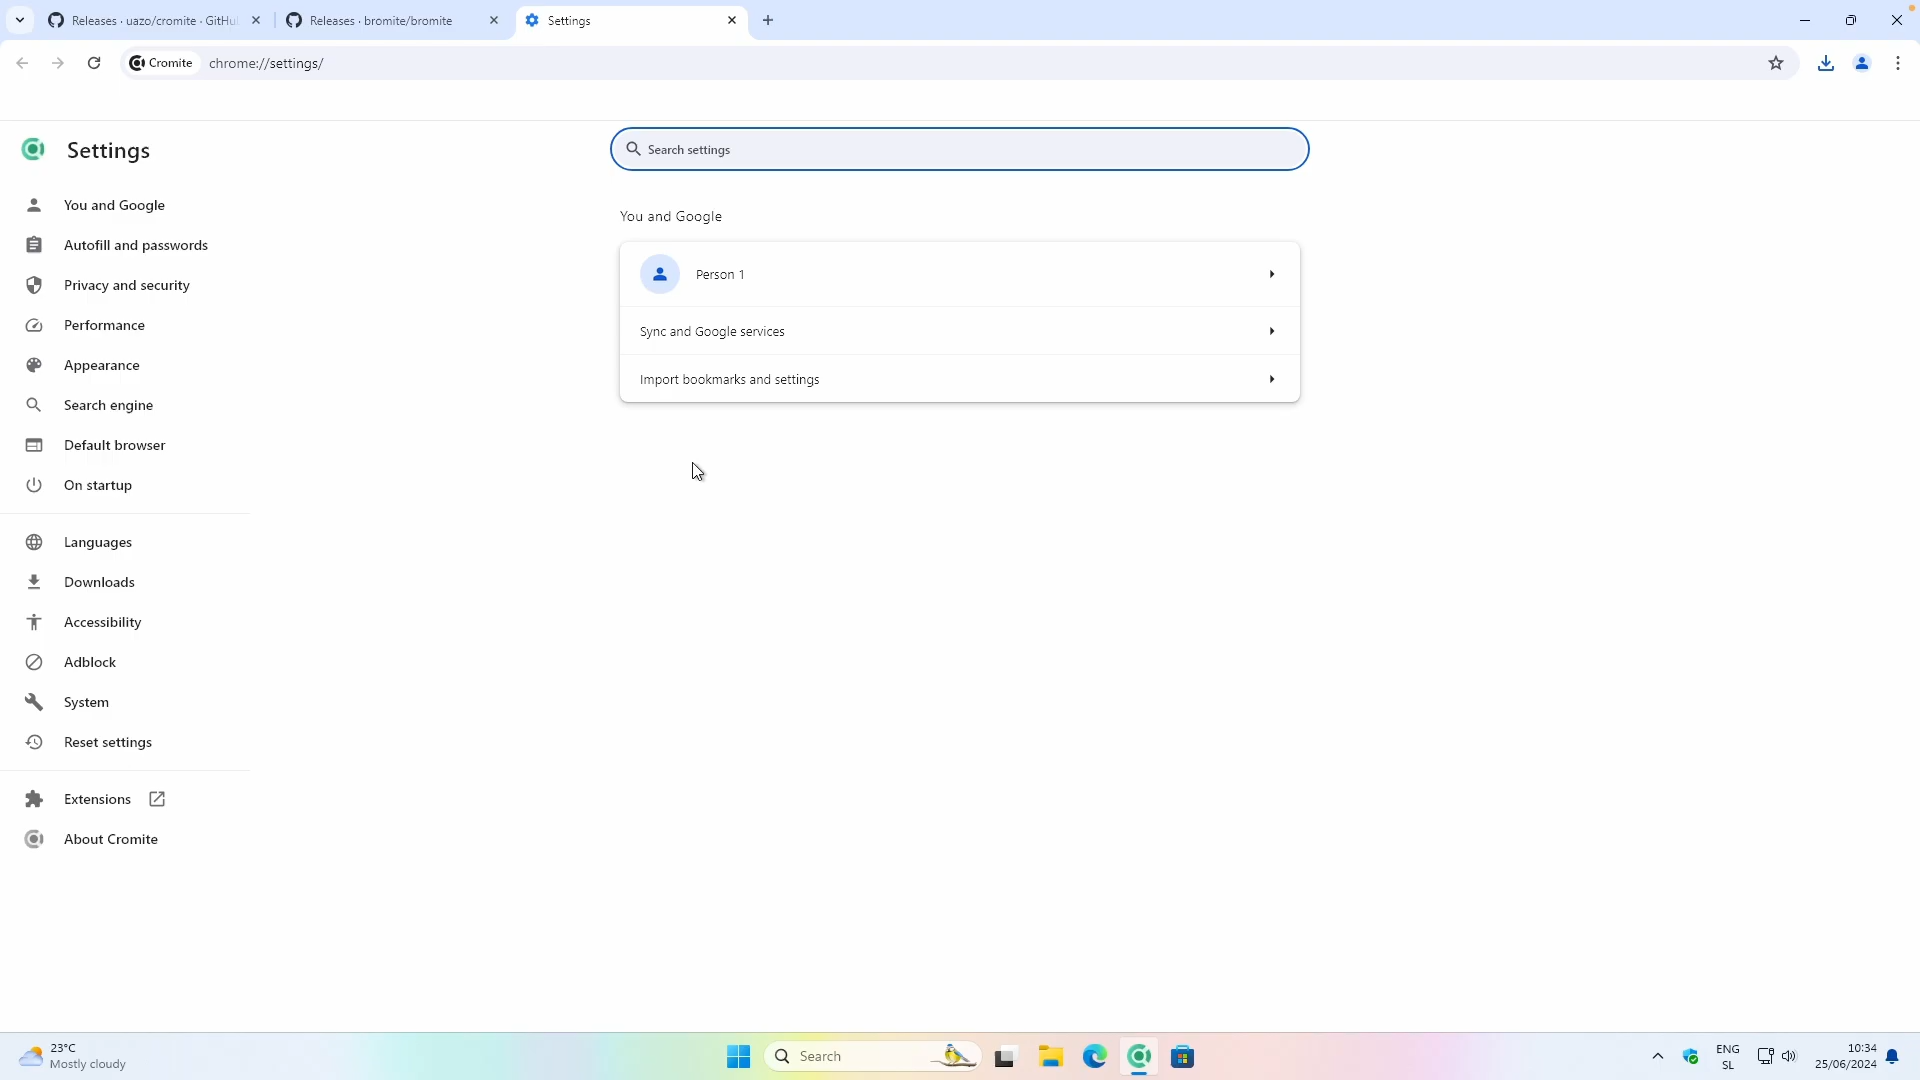 Releases · uazo/cromite · GitHu
Releases · bromite/bromite
Settings
Cromite
chrome://settings/
Settings
Search settings
You and Google
Autofill and passwords
Privacy and security
Performance
Appearance
Search engine
Default browser
On startup
Languages
Downloads
Accessibility
Adblock
System
Reset settings
Extensions
About Cromite
You and Google
Person 1
Sync and Google services
Import bookmarks and settings
23°C
Mostly cloudy
Search
ENG
SL
10:34
25/06/2024